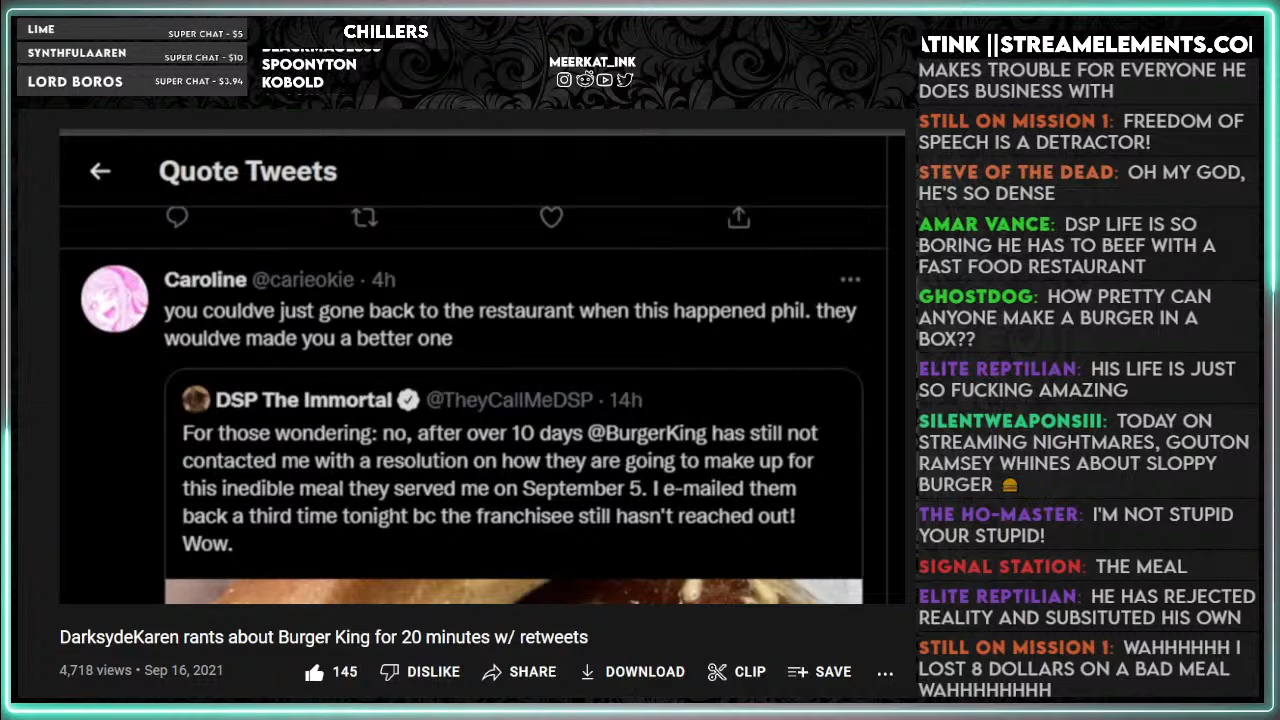 LIME SUPER CHAT - $5
SYNTHFULAAREN SUPER CHAT - $10
LORD BOROS SUPER CHAT - $3.94
CHILLERS
SPOONYTON
KOBOLD
MEERKAT_INK
ATINK ||STREAMELEMENTS.CO
Quote Tweets
Caroline @carieokie · 4h
you couldve just gone back to the restaurant when this happened phil. they
wouldve made you a better one
DSP The Immortal @TheyCallMeDSP · 14h
For those wondering: no, after over 10 days @BurgerKing has still not
contacted me with a resolution on how they are going to make up for
this inedible meal they served me on September 5. I e-mailed them
back a third time tonight bc the franchisee still hasn't reached out!
Wow.
DarksydeKaren rants about Burger King for 20 minutes w/ retweets
4,718 views • Sep 16, 2021
145 DISLIKE SHARE DOWNLOAD CLIP SAVE ...
MAKES TROUBLE FOR EVERYONE HE
DOES BUSINESS WITH
STILL ON MISSION 1: FREEDOM OF
SPEECH IS A DETRACTOR!
STEVE OF THE DEAD: OH MY GOD,
HE'S SO DENSE
AMAR VANCE: DSP LIFE IS SO
BORING HE HAS TO BEEF WITH A
FAST FOOD RESTAURANT
GHOSTDOG: HOW PRETTY CAN
ANYONE MAKE A BURGER IN A
BOX??
ELITE REPTILIAN: HIS LIFE IS JUST
SO FUCKING AMAZING
SILENTWEAPONSIII: TODAY ON
STREAMING NIGHTMARES, GOUTON
RAMSEY WHINES ABOUT SLOPPY
BURGER 🍔
THE HO-MASTER: I'M NOT STUPID
YOUR STUPID!
SIGNAL STATION: THE MEAL
ELITE REPTILIAN: HE HAS REJECTED
REALITY AND SUBSITUTED HIS OWN
STILL ON MISSION 1: WAHHHHHH I
LOST 8 DOLLARS ON A BAD MEAL
WAHHHHHHHH